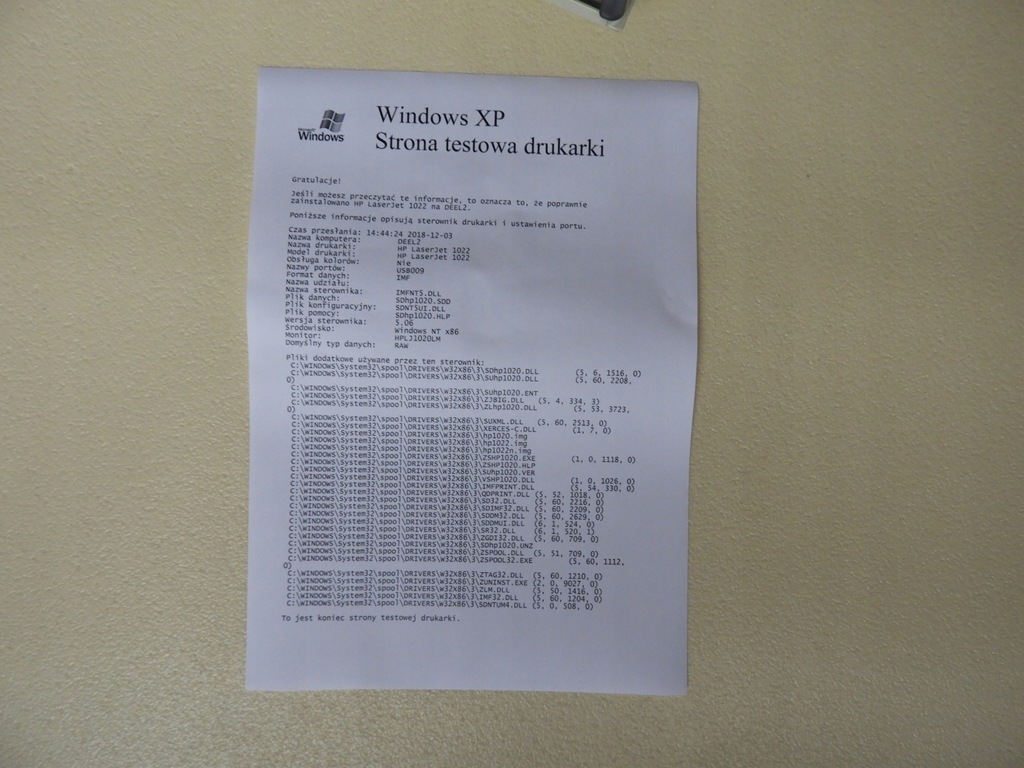 Microsoft
Windows
Windows XP
Strona testowa drukarki
Gratulacje!
Jeśli możesz przeczytać te informacje, to oznacza to, że poprawnie
zainstalowano HP LaserJet 1022 na DEEL2.
Poniższe informacje opisują sterownik drukarki i ustawienia portu.
Czas przesłania: 14:44:24 2018-12-03
Nazwa komputera: DEEL2
Nazwa drukarki: HP LaserJet 1022
Model drukarki: HP LaserJet 1022
Obsługa kolorów: Nie
Nazwy portów: USB009
Format danych: IMF
Nazwa udziału:
Nazwa sterownika: IMFNT5.DLL
Plik danych: SDhp1020.SDD
Plik konfiguracyjny: SDNT5UI.DLL
Plik pomocy: SDhp1020.HLP
Wersja sterownika: 5.06
Środowisko: Windows NT x86
Monitor: HPLJ1020LM
Domyślny typ danych: RAW
Pliki dodatkowe używane przez ten sterownik:
C:\WINDOWS\System32\spool\DRIVERS\W32X86\3\SDhp1020.DLL (5, 6, 1516, 0)
C:\WINDOWS\System32\spool\DRIVERS\W32X86\3\SUhp1020.DLL (5, 60, 2208,
0)
C:\WINDOWS\System32\spool\DRIVERS\W32X86\3\SUhp1020.ENT
C:\WINDOWS\System32\spool\DRIVERS\W32X86\3\ZJBIG.DLL (5, 4, 334, 3)
C:\WINDOWS\System32\spool\DRIVERS\W32X86\3\ZLhp1020.DLL (5, 53, 3723,
0)
C:\WINDOWS\System32\spool\DRIVERS\W32X86\3\SUXML.DLL (5, 60, 2513, 0)
C:\WINDOWS\System32\spool\DRIVERS\W32X86\3\XERCES-C.DLL (1, 7, 0)
C:\WINDOWS\System32\spool\DRIVERS\W32X86\3\hp1020.img
C:\WINDOWS\System32\spool\DRIVERS\W32X86\3\hp1022.img
C:\WINDOWS\System32\spool\DRIVERS\W32X86\3\hp1022n.img
C:\WINDOWS\System32\spool\DRIVERS\W32X86\3\ZSHP1020.EXE (1, 0, 1118, 0)
C:\WINDOWS\System32\spool\DRIVERS\W32X86\3\ZSHP1020.HLP
C:\WINDOWS\System32\spool\DRIVERS\W32X86\3\SUhp1020.VER
C:\WINDOWS\System32\spool\DRIVERS\W32X86\3\VSHP1020.DLL (1, 0, 1026, 0)
C:\WINDOWS\System32\spool\DRIVERS\W32X86\3\IMFPRINT.DLL (5, 54, 330, 0)
C:\WINDOWS\System32\spool\DRIVERS\W32X86\3\QDPRINT.DLL (5, 52, 1018, 0)
C:\WINDOWS\System32\spool\DRIVERS\W32X86\3\SD32.DLL (5, 60, 2216, 0)
C:\WINDOWS\System32\spool\DRIVERS\W32X86\3\SDIMF32.DLL (5, 60, 2209, 0)
C:\WINDOWS\System32\spool\DRIVERS\W32X86\3\SDDM32.DLL (5, 60, 2629, 0)
C:\WINDOWS\System32\spool\DRIVERS\W32X86\3\SDDMUI.DLL (6, 1, 524, 0)
C:\WINDOWS\System32\spool\DRIVERS\W32X86\3\SR32.DLL (6, 1, 520, 1)
C:\WINDOWS\System32\spool\DRIVERS\W32X86\3\ZGDI32.DLL (5, 60, 709, 0)
C:\WINDOWS\System32\spool\DRIVERS\W32X86\3\SDhp1020.UNZ
C:\WINDOWS\System32\spool\DRIVERS\W32X86\3\ZSPOOL.DLL (5, 51, 709, 0)
C:\WINDOWS\System32\spool\DRIVERS\W32X86\3\ZSPOOL32.EXE (5, 60, 1112,
0)
C:\WINDOWS\System32\spool\DRIVERS\W32X86\3\ZTAG32.DLL (5, 60, 1210, 0)
C:\WINDOWS\System32\spool\DRIVERS\W32X86\3\ZUNINST.EXE (2, 0, 9027, 0)
C:\WINDOWS\System32\spool\DRIVERS\W32X86\3\ZLM.DLL (5, 50, 1416, 0)
C:\WINDOWS\System32\spool\DRIVERS\W32X86\3\IMF32.DLL (5, 60, 1204, 0)
C:\WINDOWS\System32\spool\DRIVERS\W32X86\3\SDNTUM4.DLL (5, 0, 508, 0)
To jest koniec strony testowej drukarki.